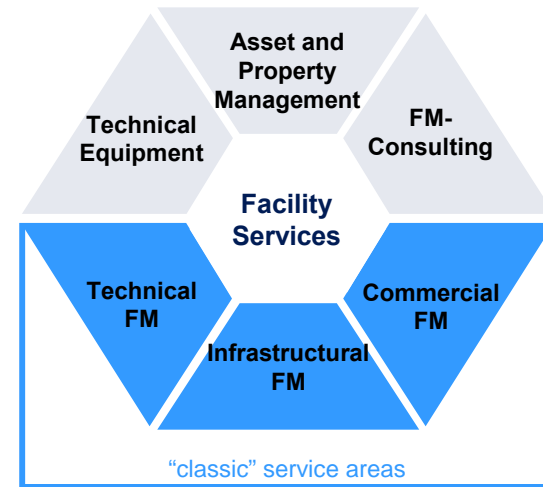 Asset and
Property
Management
Technical
Equipment
FM-
Consulting
Facility
Services
Technical
FM
Commercial
FM
Infrastructural
FM
“classic” service areas